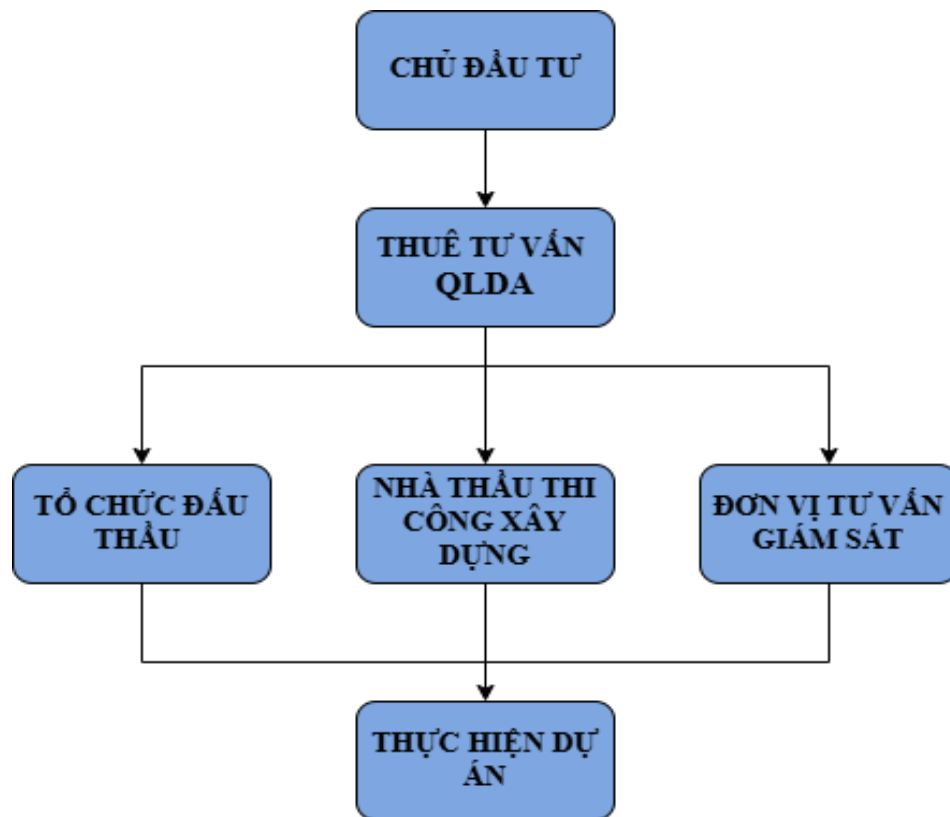 CHỦ ĐẦU TƯ
THUÊ TƯ VẤN
QLDA
TỔ CHỨC ĐẤU
THẦU
NHÀ THẦU THI
CÔNG XÂY
DỰNG
ĐƠN VỊ TƯ VẤN
GIÁM SÁT
THỰC HIỆN DỰ
ÁN